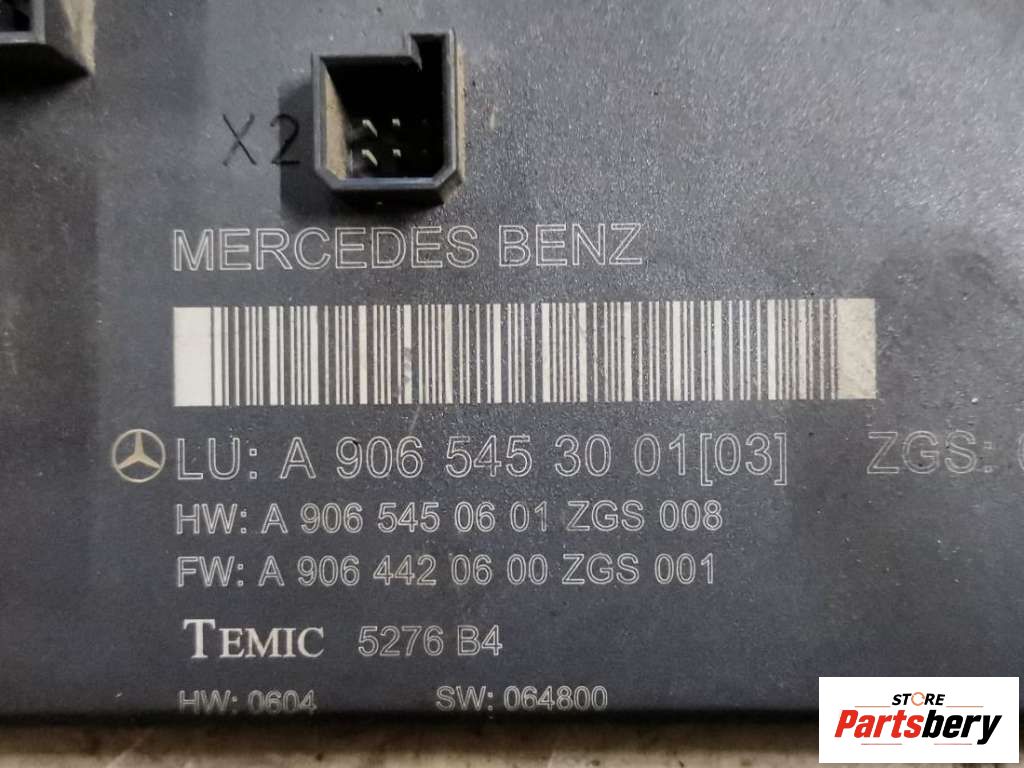 X2
MERCEDES BENZ
LU: A 906 545 30 01[03] ZGS:
HW: A 906 545 06 01 ZGS 008
FW: A 906 442 06 00 ZGS 001
TEMIC 5276 B4
HW: 0604 SW: 064800
STORE
Partsbery